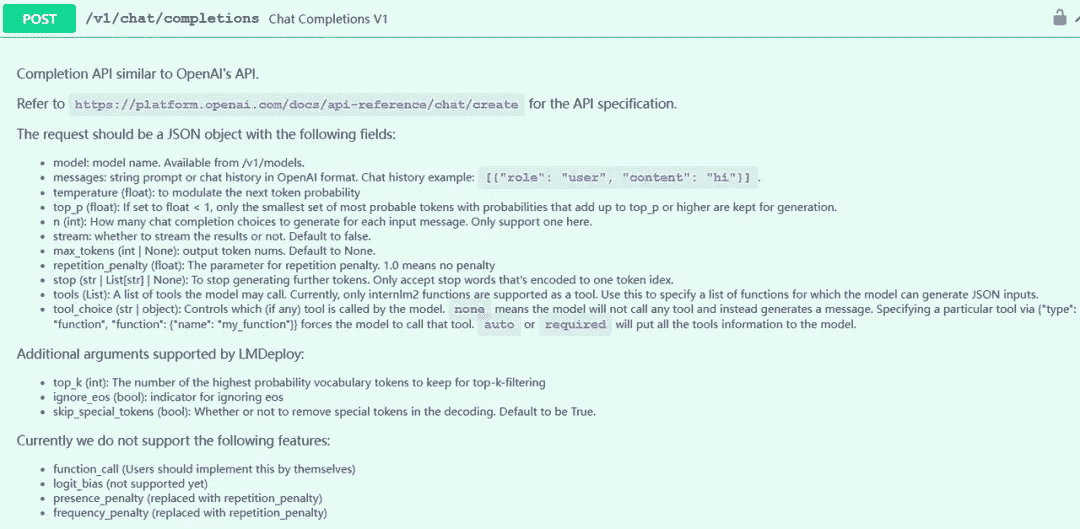 POST /v1/chat/completions Chat Completions V1
Completion API similar to OpenAI's API.
Refer to https://platform.openai.com/docs/api-reference/chat/create for the API specification.
The request should be a JSON object with the following fields:
• model: model name. Available from /v1/models.
• messages: string prompt or chat history in OpenAI format. Chat history example: [{"role": "user", "content": "hi"}] .
• temperature (float): to modulate the next token probability
• top_p (float): If set to float < 1, only the smallest set of most probable tokens with probabilities that add up to top_p or higher are kept for generation.
• n (int): How many chat completion choices to generate for each input message. Only support one here.
• stream: whether to stream the results or not. Default to false.
• max_tokens (int | None): output token nums. Default to None.
• repetition_penalty (float): The parameter for repetition penalty. 1.0 means no penalty
• stop (str | List[str] | None): To stop generating further tokens. Only accept stop words that's encoded to one token idex.
• tools (List): A list of tools the model may call. Currently, only internlm2 functions are supported as a tool. Use this to specify a list of functions for which the model can generate JSON inputs.
• tool_choice (str | object): Controls which (if any) tool is called by the model. none means the model will not call any tool and instead generates a message. Specifying a particular tool via {"type":
"function", "function": {"name": "my_function"}} forces the model to call that tool. auto or required will put all the tools information to the model.
Additional arguments supported by LMDeploy:
• top_k (int): The number of the highest probability vocabulary tokens to keep for top-k-filtering
• ignore_eos (bool): indicator for ignoring eos
• skip_special_tokens (bool): Whether or not to remove special tokens in the decoding. Default to be True.
Currently we do not support the following features:
• function_call (Users should implement this by themselves)
• logit_bias (not supported yet)
• presence_penalty (replaced with repetition_penalty)
• frequency_penalty (replaced with repetition_penalty)